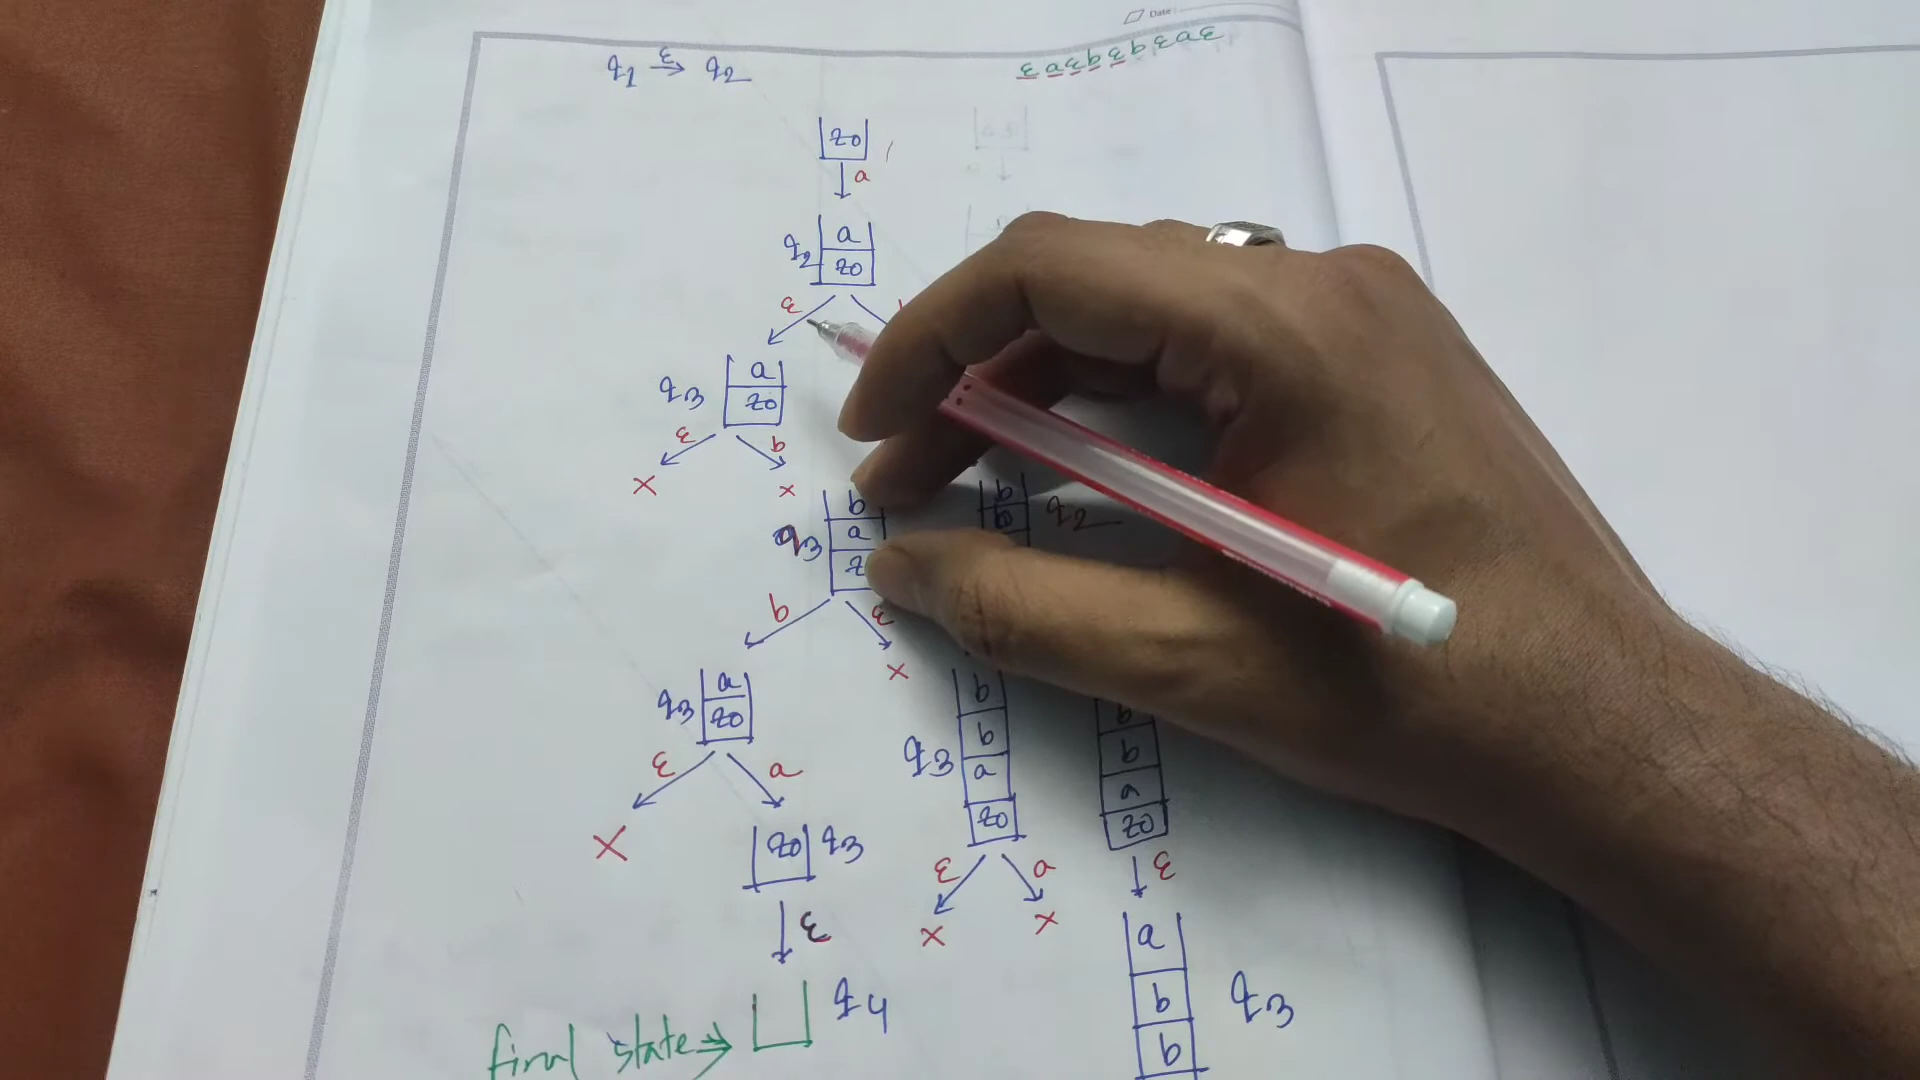 Date :
q1 ε→ q2
ε a ε b ε b ε a ε
z0
a
q2 a
z0
ε
q3 a
z0
ε b
x x
b
q3 a
z
b
b q2
b ε
x
q3 a
z0
b
b
q3 a
z0
b
b
a
z0
ε a
x
z0 q3
ε a
x x
ε
ε
q4
final state →
a
b q3
b